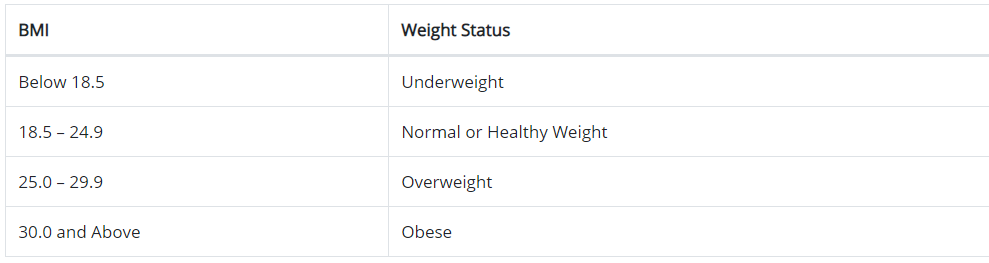 BMI Weight Status
Below 18.5 Underweight
18.5 – 24.9 Normal or Healthy Weight
25.0 – 29.9 Overweight
30.0 and Above Obese